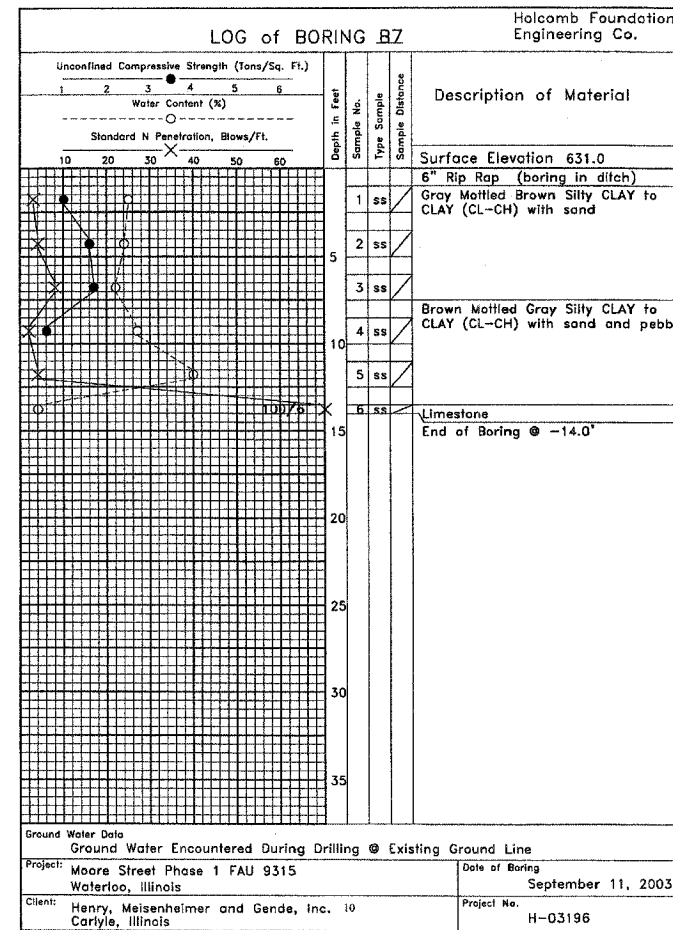 LOG of BORING B7
Holcomb Foundation
Engineering Co.
Unconfined Compressive Strength (Tons/Sq. Ft.)
1 2 3 4 5 6
Water Content (%)
Standard N Penetration, Blows/Ft.
10 20 30 40 50 60
Depth in Feet
Sample No.
Type Sample
Sample Distance
Description of Material
Surface Elevation 631.0
6" Rip Rap (boring in ditch)
1 ss Gray Mottled Brown Silty CLAY to
CLAY (CL-CH) with sand
2 ss
5
3 ss
Brown Mottled Gray Silty CLAY to
4 ss CLAY (CL-CH) with sand and pebb
10
5 ss
100/6" 6 ss Limestone
15 End of Boring @ -14.0'
20
25
30
35
Ground Water Data
Ground Water Encountered During Drilling @ Existing Ground Line
Project: Moore Street Phase 1 FAU 9315
Waterloo, Illinois
Date of Boring
September 11, 2003
Client: Henry, Meisenheimer and Gende, Inc. 10
Carlyle, Illinois
Project No.
H-03196